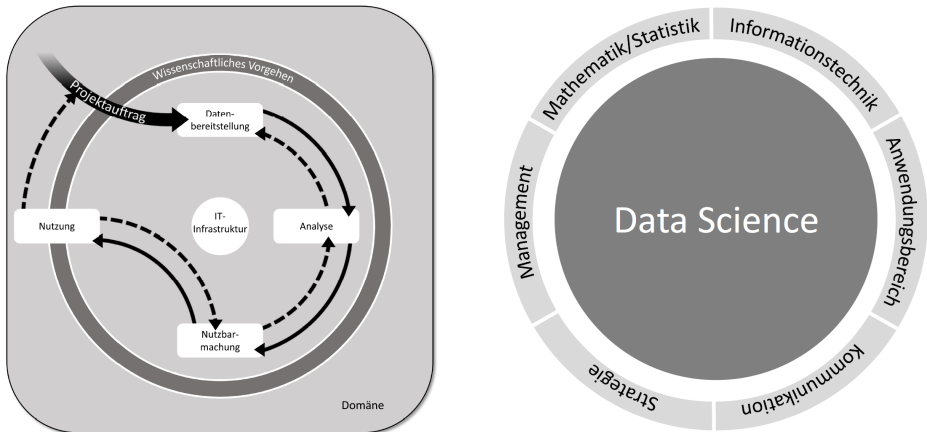 Wissenschaftliches Vorgehen
Projektauftrag
Daten-
bereitstellung
IT-
Infrastruktur
Analyse
Nutzung
Nutzbar-
machung
Domäne
Data Science
Mathematik/Statistik
Informationstechnik
Anwendungsbereich
Kommunikation
Strategie
Management